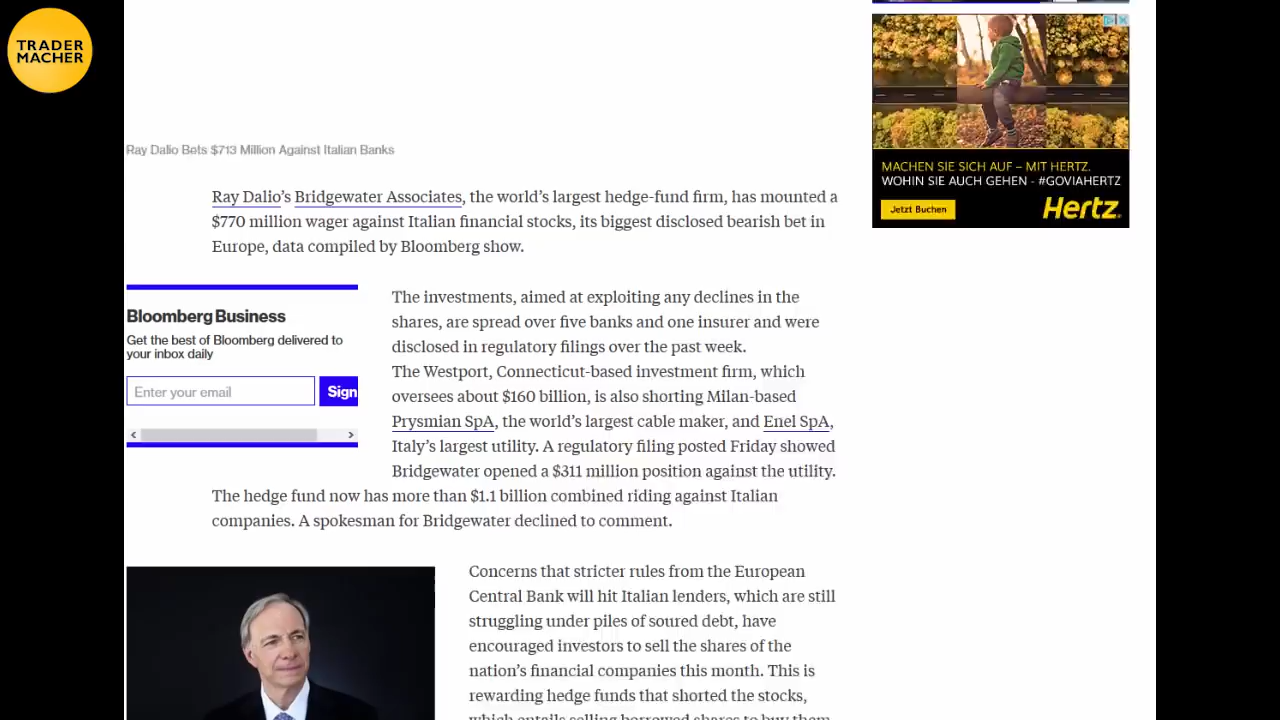 TRADER
MACHER
MACHEN SIE SICH AUF – MIT HERTZ.
WOHIN SIE AUCH GEHEN - #GOVIAHERTZ
Jetzt Buchen
Hertz.
Ray Dalio Bets $713 Million Against Italian Banks
Ray Dalio’s Bridgewater Associates, the world’s largest hedge-fund firm, has mounted a
$770 million wager against Italian financial stocks, its biggest disclosed bearish bet in
Europe, data compiled by Bloomberg show.
Bloomberg Business
Get the best of Bloomberg delivered to
your inbox daily
Enter your email
Sign
The investments, aimed at exploiting any declines in the
shares, are spread over five banks and one insurer and were
disclosed in regulatory filings over the past week.
The Westport, Connecticut-based investment firm, which
oversees about $160 billion, is also shorting Milan-based
Prysmian SpA, the world’s largest cable maker, and Enel SpA,
Italy’s largest utility. A regulatory filing posted Friday showed
Bridgewater opened a $311 million position against the utility.
The hedge fund now has more than $1.1 billion combined riding against Italian
companies. A spokesman for Bridgewater declined to comment.
Concerns that stricter rules from the European
Central Bank will hit Italian lenders, which are still
struggling under piles of soured debt, have
encouraged investors to sell the shares of the
nation’s financial companies this month. This is
rewarding hedge funds that shorted the stocks,
which entails selling borrowed shares to buy them